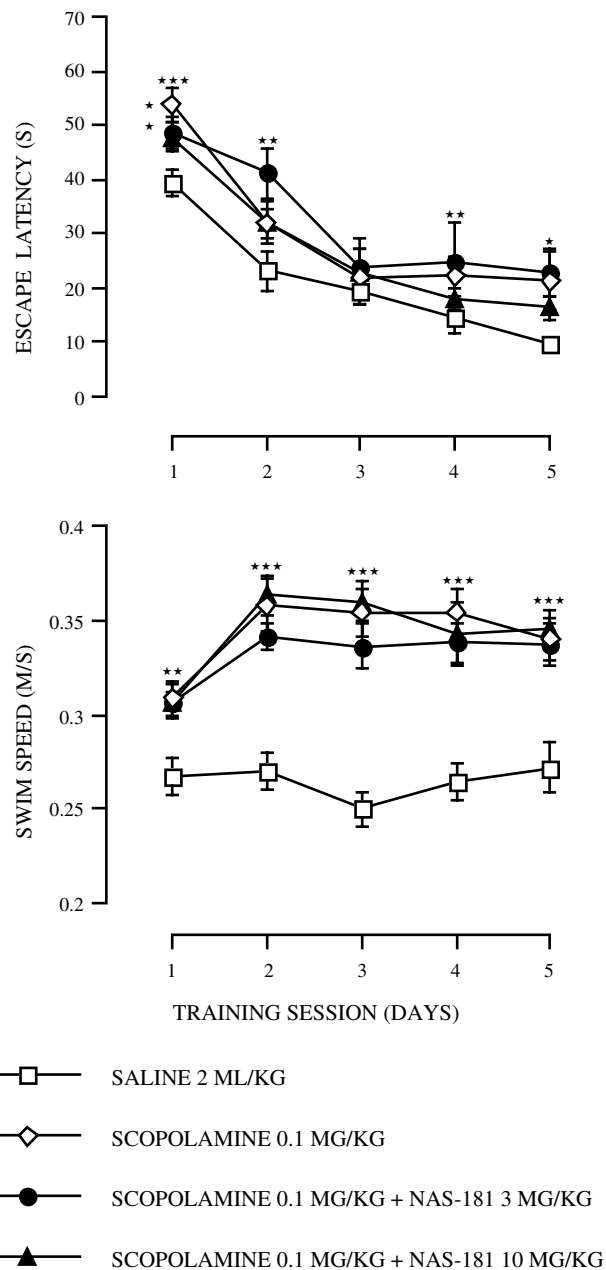 70
60
50
40
30
20
10
0
ESCAPE LATENCY (S)
★★★
★
★
★★
★★
★
1 2 3 4 5
0.4
0.35
0.3
0.25
0.2
SWIM SPEED (M/S)
★★
★★★
★★★
★★★
★★★
1 2 3 4 5
TRAINING SESSION (DAYS)
SALINE 2 ML/KG
SCOPOLAMINE 0.1 MG/KG
SCOPOLAMINE 0.1 MG/KG + NAS-181 3 MG/KG
SCOPOLAMINE 0.1 MG/KG + NAS-181 10 MG/KG